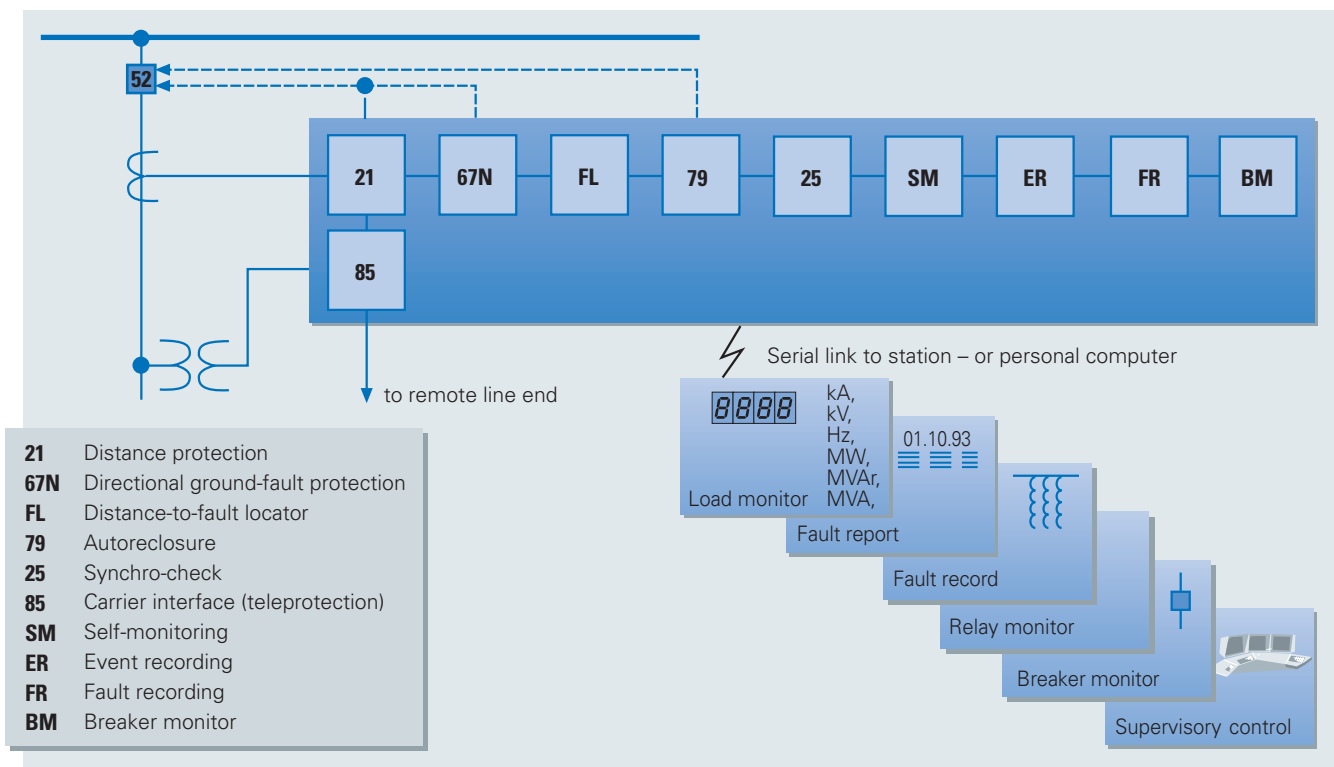 52
21 67N FL 79 25 SM ER FR BM
85
Serial link to station – or personal computer
to remote line end
8888
kA,
kV,
Hz,
MW,
MVAr,
MVA,
Load monitor
01.10.93
Fault report
Fault record
Relay monitor
Breaker monitor
Supervisory control
21 Distance protection
67N Directional ground-fault protection
FL Distance-to-fault locator
79 Autoreclosure
25 Synchro-check
85 Carrier interface (teleprotection)
SM Self-monitoring
ER Event recording
FR Fault recording
BM Breaker monitor